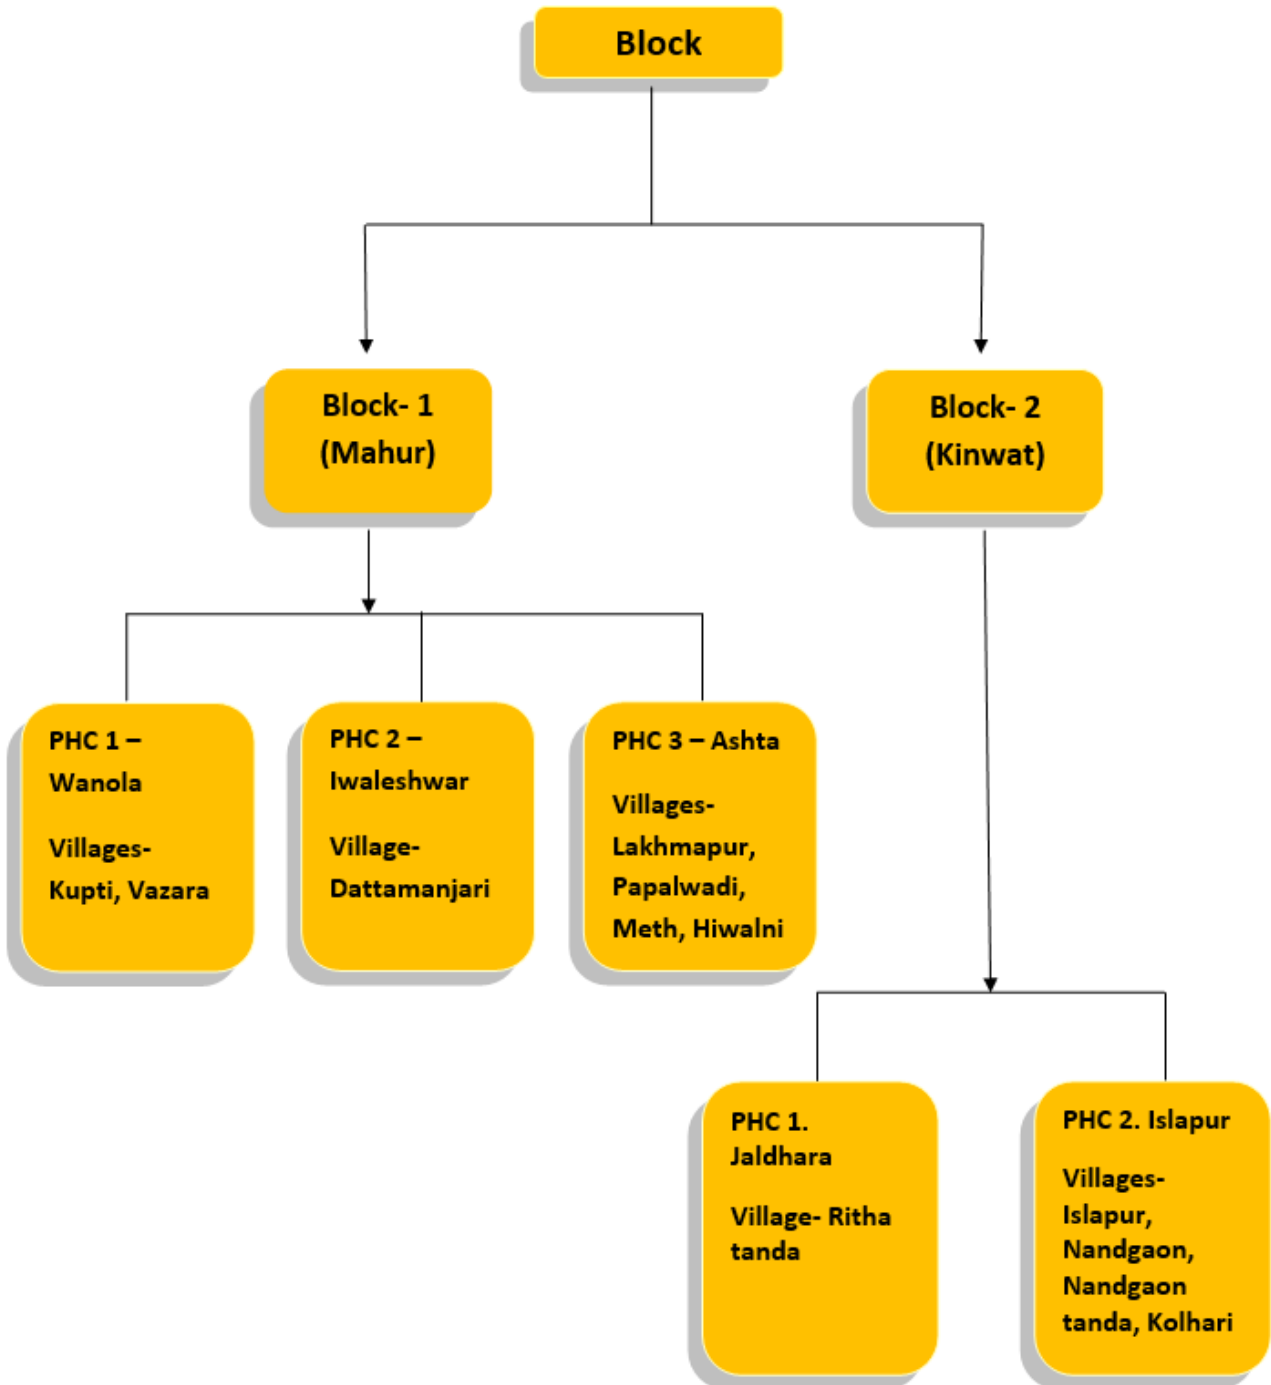 Block
Block- 1
(Mahur)
Block- 2
(Kinwat)
PHC 1 –
Wanola
Villages-
Kupti, Vazara
PHC 2 –
Iwaleshwar
Village-
Dattamanjari
PHC 3 – Ashta
Villages-
Lakhmapur,
Papalwadi,
Meth, Hiwalni
PHC 1.
Jaldhara
Village- Ritha
tanda
PHC 2. Islapur
Villages-
Islapur,
Nandgaon,
Nandgaon
tanda, Kolhari